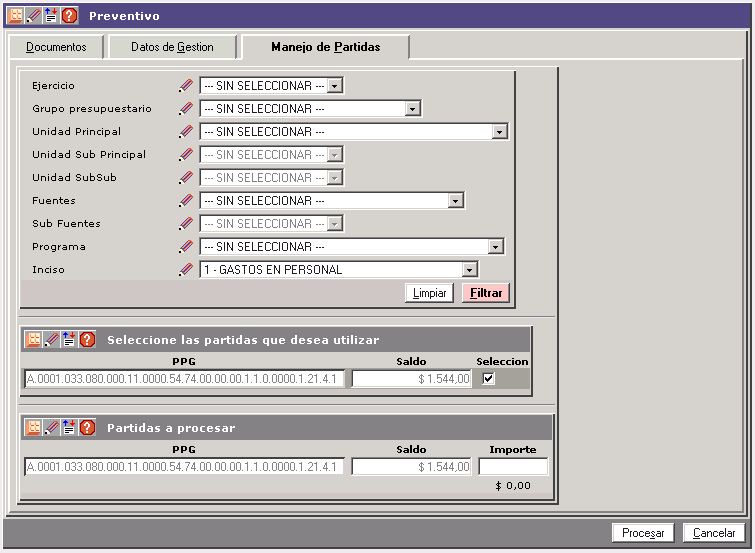 Preventivo
Documentos Datos de Gestion Manejo de Partidas
Ejercicio --- SIN SELECCIONAR ---
Grupo presupuestario --- SIN SELECCIONAR ---
Unidad Principal --- SIN SELECCIONAR ---
Unidad Sub Principal --- SIN SELECCIONAR ---
Unidad SubSub --- SIN SELECCIONAR ---
Fuentes --- SIN SELECCIONAR ---
Sub Fuentes --- SIN SELECCIONAR ---
Programa --- SIN SELECCIONAR ---
Inciso 1 - GASTOS EN PERSONAL
Limpiar Filtrar
Seleccione las partidas que desea utilizar
PPG Saldo Seleccion
A.0001.033.080.000.11.0000.54.74.00.00.00.1.1.0.0000.1.21.4.1 $ 1.544,00
Partidas a procesar
PPG Saldo Importe
A.0001.033.080.000.11.0000.54.74.00.00.00.1.1.0.0000.1.21.4.1 $ 1.544,00
$ 0,00
Procesar Cancelar